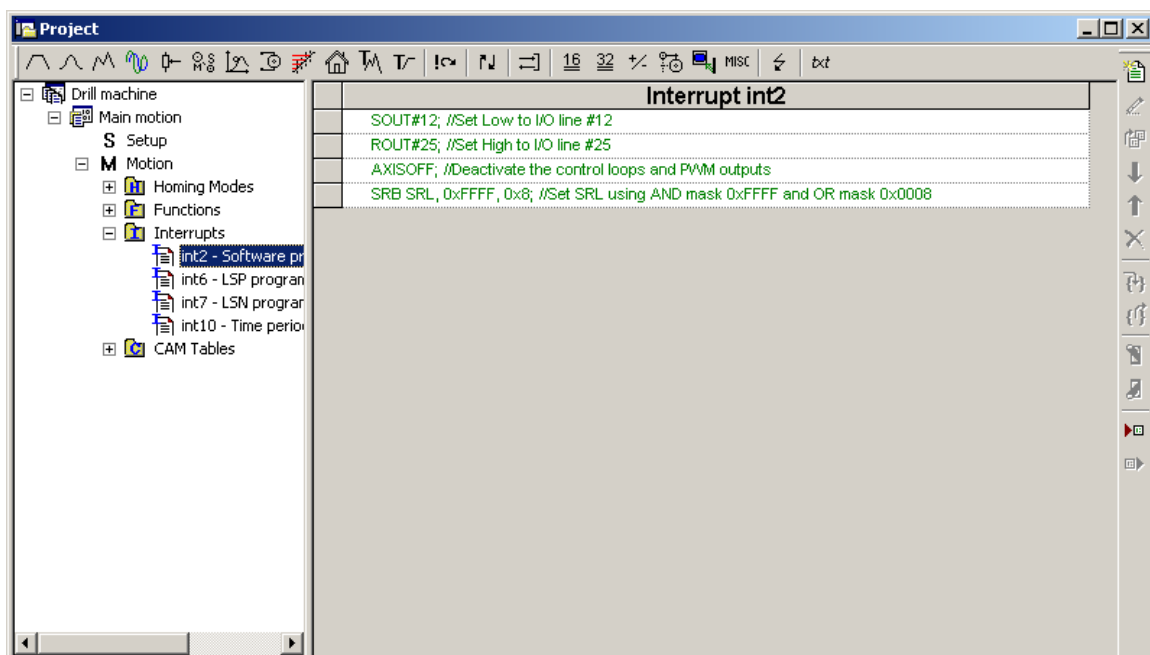 Project
16 32 +/- MISC txt
Drill machine
Main motion
S Setup
M Motion
H Homing Modes
F Functions
I Interrupts
int2 - Software pr
int6 - LSP progran
int7 - LSN prograr
int10 - Time perio
C CAM Tables
Interrupt int2
SOUT#12; //Set Low to I/O line #12
ROUT#25; //Set High to I/O line #25
AXISOFF; //Deactivate the control loops and PWM outputs
SRB SRL, 0xFFFF, 0x8; //Set SRL using AND mask 0xFFFF and OR mask 0x0008